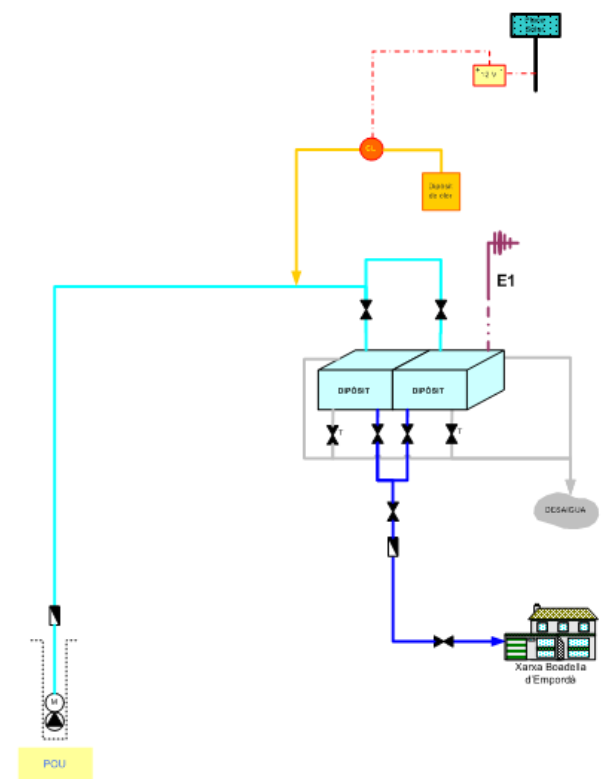 12 V
CL
Dipòsit
de clor
E1
DIPÒSIT
DIPÒSIT
T
T
DESAIGUA
M
Xarxa Boadella
d'Empordà
POU